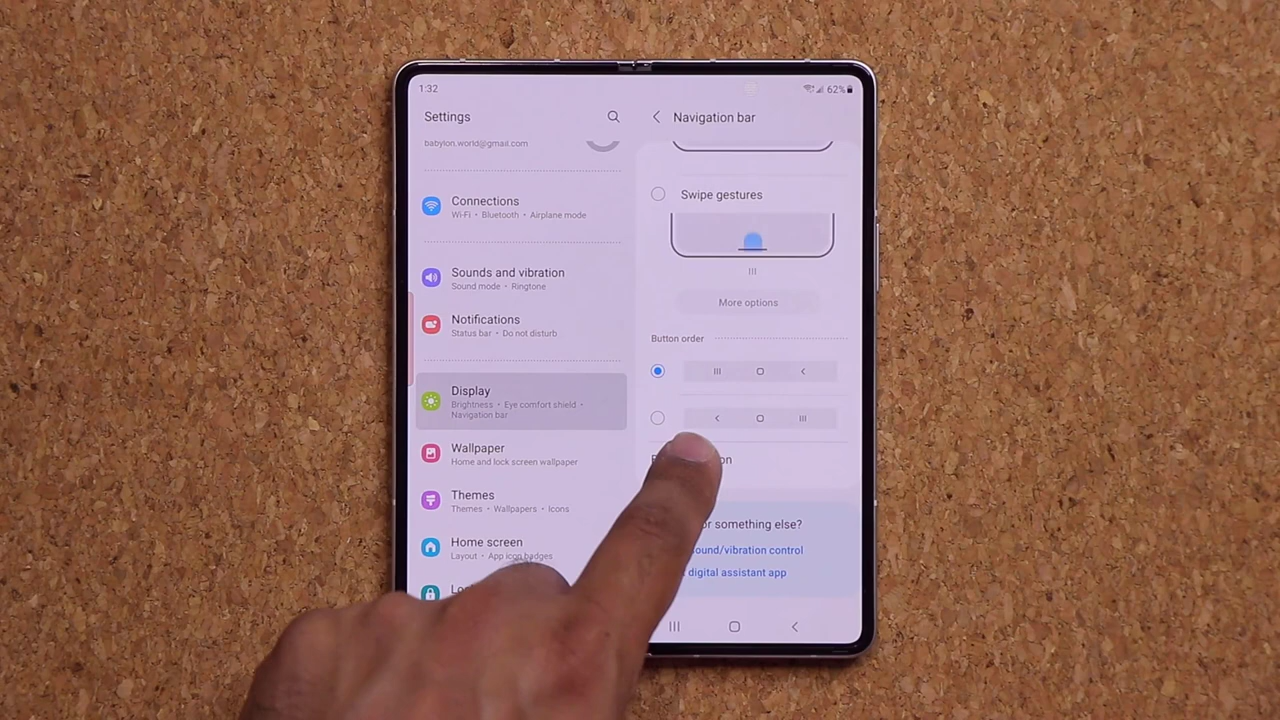 1:32
62%
Settings
babylon.world@gmail.com
Connections
Wi-Fi • Bluetooth • Airplane mode
Sounds and vibration
Sound mode • Ringtone
Notifications
Status bar • Do not disturb
Display
Brightness • Eye comfort shield •
Navigation bar
Wallpaper
Home and lock screen wallpaper
Themes
Themes • Wallpapers • Icons
Home screen
Layout • App icon badges
Navigation bar
Swipe gestures
More options
Button order
something else?
sound/vibration control
digital assistant app